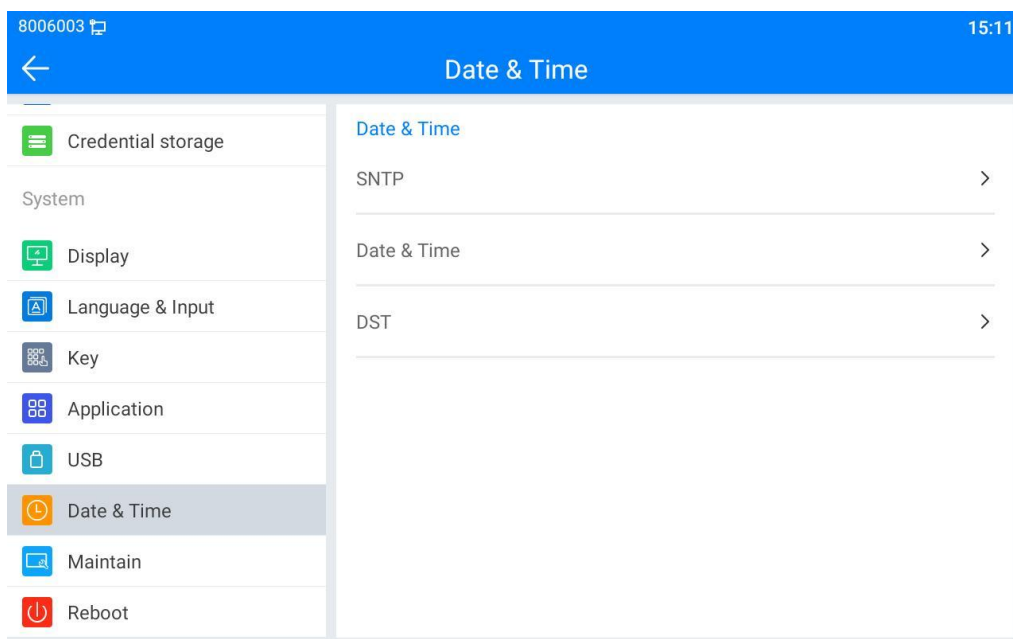 8006003
15:11
Date & Time
Credential storage
System
Display
Language & Input
Key
Application
USB
Date & Time
Maintain
Reboot
Date & Time
SNTP
Date & Time
DST